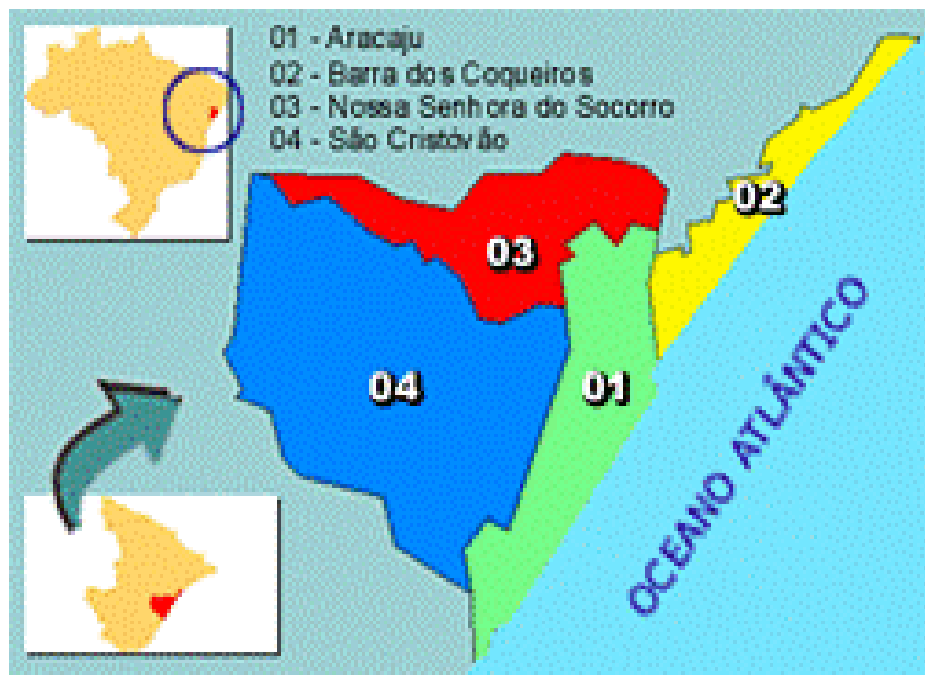 01 - Aracaju
02 - Barra dos Coqueiros
03 - Nossa Senhora do Socorro
04 - São Cristóvão
02
03
04
01
OCEANO ATLÂNTICO